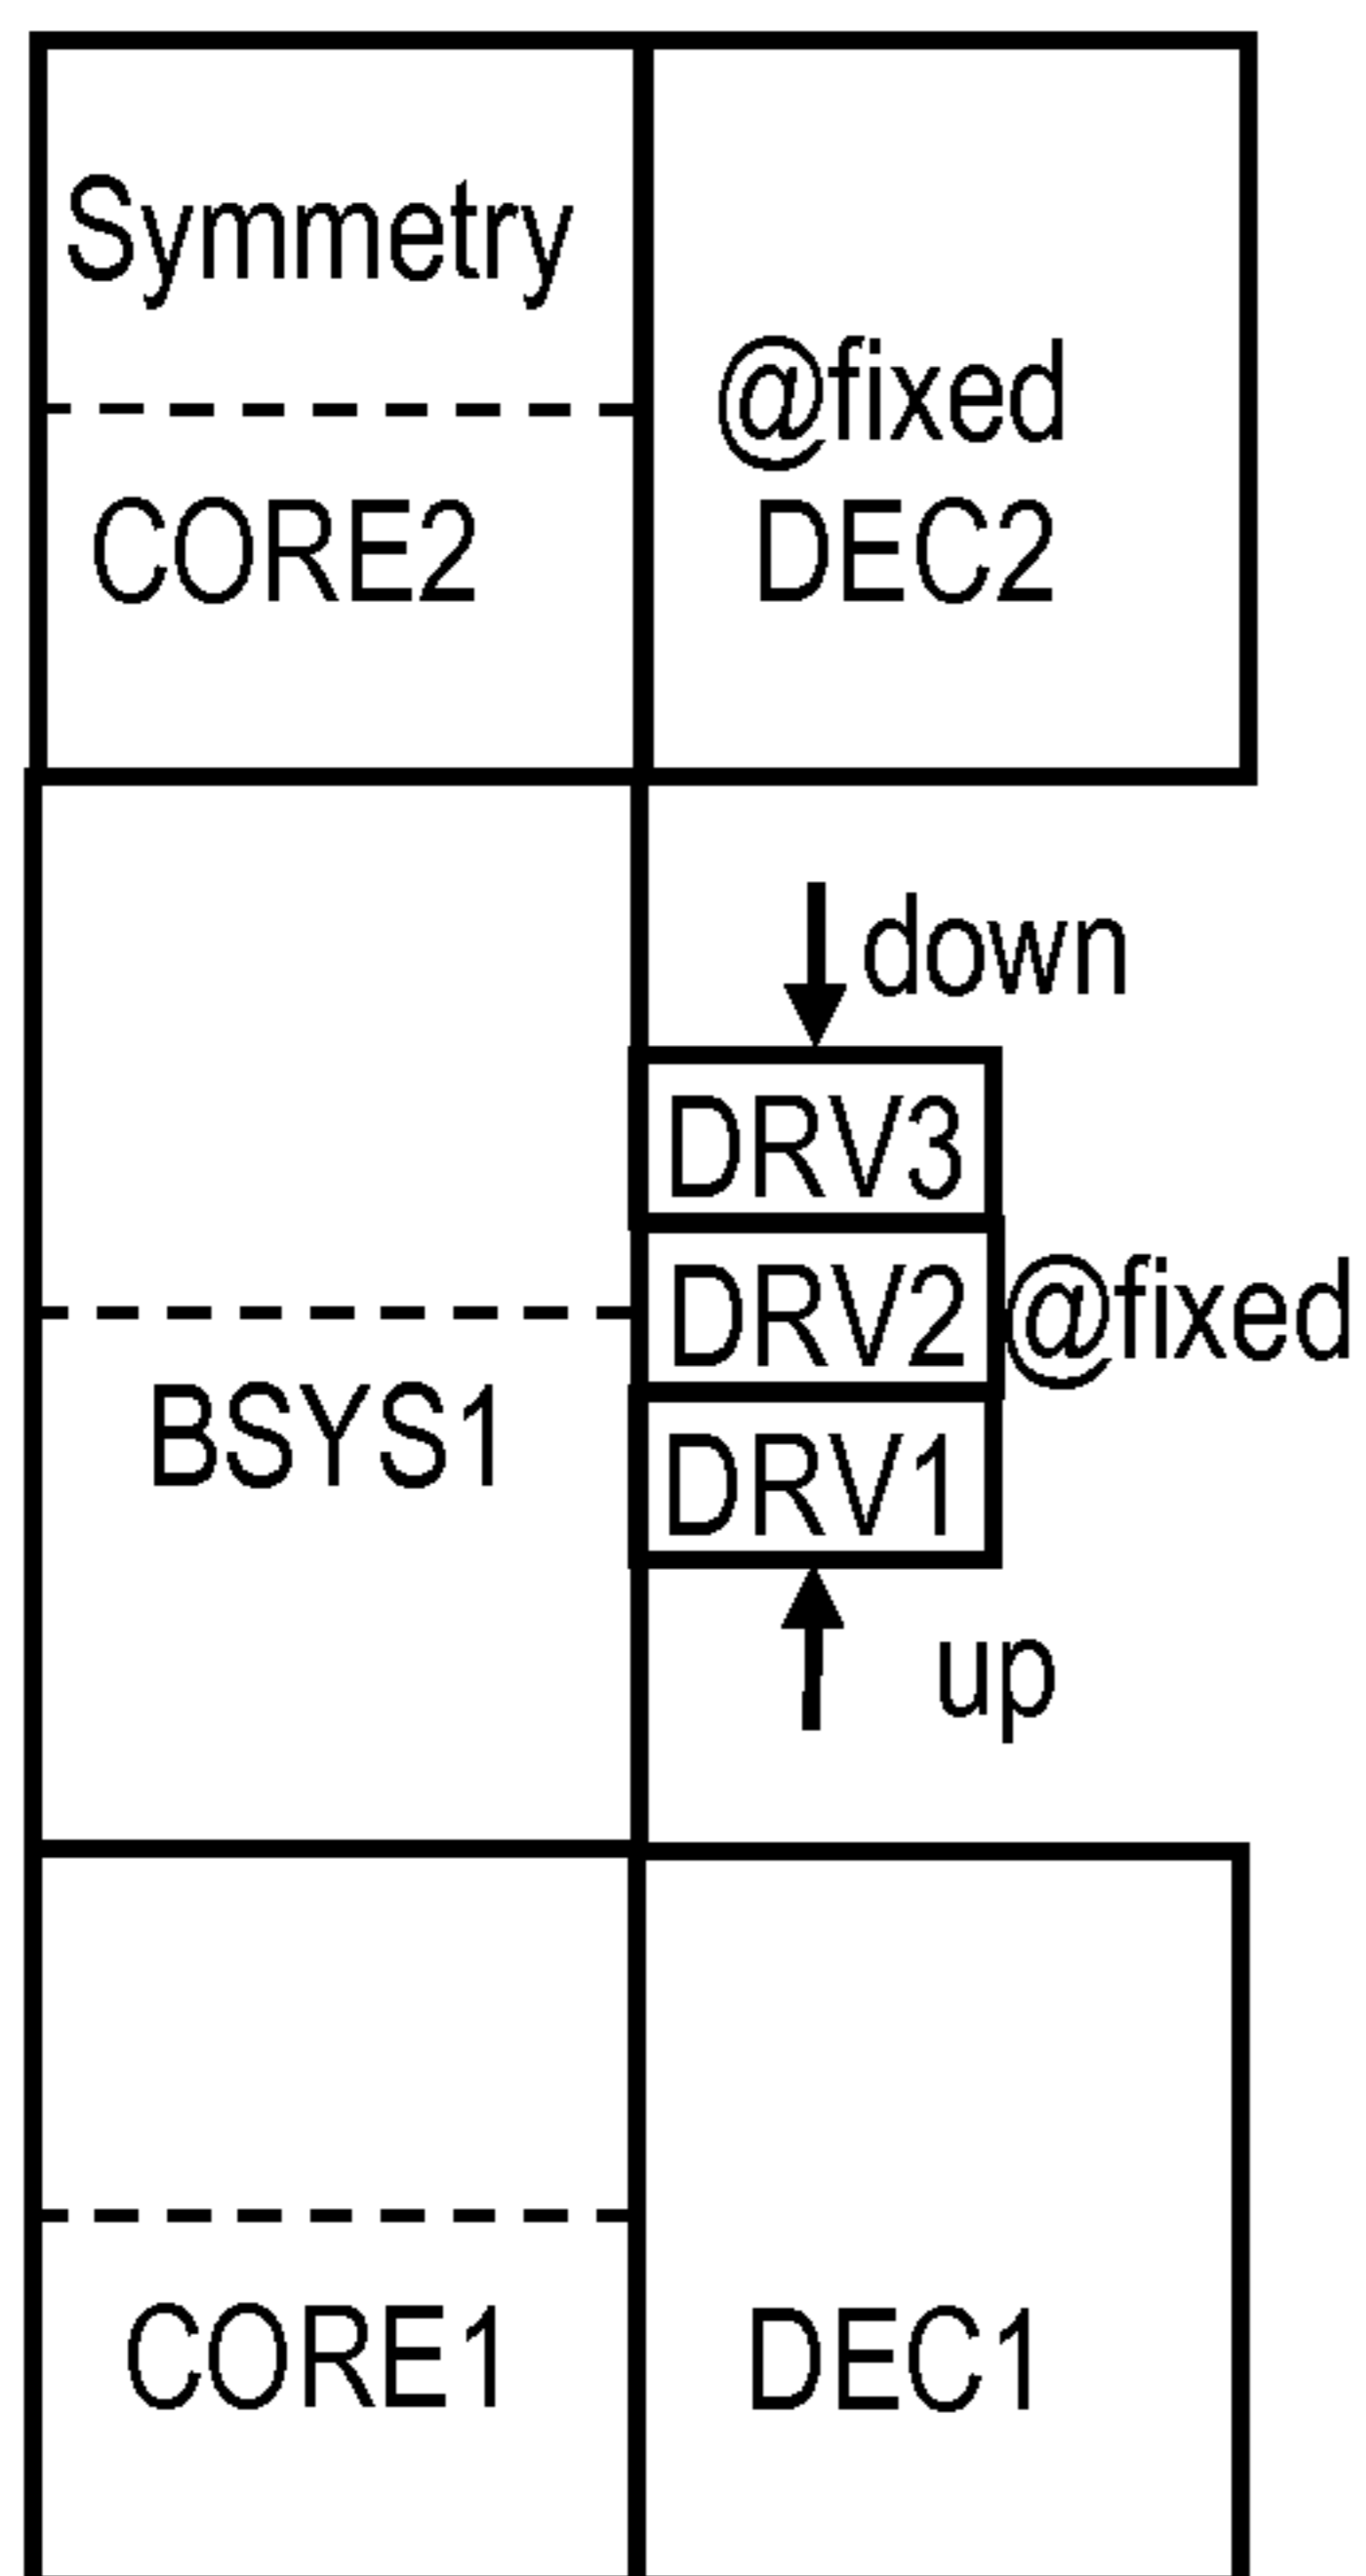 Symmetry
@fixed
CORE2
DEC2
down
DRV3
DRV2
@fixed
BSYS1
DRV1
up
CORE1
DEC1